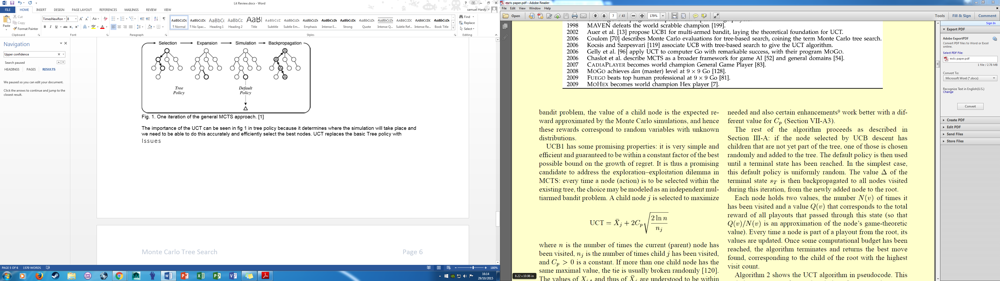 Lit Review.docx - Word
FILE HOME INSERT DESIGN PAGE LAYOUT REFERENCES MAILINGS REVIEW VIEW
samuel Hardy
Cut
Copy
Format Painter
Paste
Clipboard
TimesNewRon 8
Font
Paragraph
AaBbCcDc AaBbCcDc AaBbCc AaBbCc AaBl AaBbCcD AaBbCcDt AaBbCcDt AaBbCcDt AaBbCcDc AaBbCcDt AaBbCcDt AaBbCcDc AaBbCcDc AaBbCcDt
¶ Normal ¶ No Spac... Heading 1 Heading 2 Title Subtitle Subtle Em... Emphasis Intense E... Strong Quote Intense Q... Subtle Ref... Intense Re... Book Title
Styles
Find
Replace
Select
Editing
Navigation
Upper confidence
Search paused
HEADINGS PAGES RESULTS
We paused so you can edit your document.
Click the arrows to continue and jump to the
closest result.
Selection Expansion Simulation Backpropagation
Tree
Policy
Default
Policy
Fig. 1. One iteration of the general MCTS approach. [1]
The importance of the UCT can be seen in fig 1 in tree policy because it determines where the simulation will take place and
we need to be able to do this accurately and efficiently select the best nodes. UCT replaces the basic Tree policy with
Issues
Monte Carlo Tree Search Page 6
PAGE 5 OF 6 1570 WORDS
180%
mcts paper.pdf - Adobe Reader
File Edit View Window Help
Open 7 / 43 179%
Tools Fill & Sign Comment
1998 MAVEN defeats the world scrabble champion [199].
2002 Auer et al. [13] propose UCB1 for multi-armed bandit, laying the theoretical foundation for UCT.
2006 Coulom [70] describes Monte Carlo evaluations for tree-based search, coining the term Monte Carlo tree search.
2006 Kocsis and Szepesvari [119] associate UCB with tree-based search to give the UCT algorithm.
2006 Gelly et al. [96] apply UCT to computer Go with remarkable success, with their program MOGO.
2006 Chaslot et al. describe MCTS as a broader framework for game AI [52] and general domains [54].
2007 CADIAPLAYER becomes world champion General Game Player [83].
2008 MOGO achieves dan (master) level at 9 × 9 Go [128].
2009 FUEGO beats top human professional at 9 × 9 Go [81].
2009 MOHEX becomes world champion Hex player [7].
bandit problem, the value of a child node is the expected re-
ward approximated by the Monte Carlo simulations, and hence
these rewards correspond to random variables with unknown
distributions.
UCB1 has some promising properties: it is very simple and
efficient and guaranteed to be within a constant factor of the best
possible bound on the growth of regret. It is thus a promising
candidate to address the exploration–exploitation dilemma in
MCTS: every time a node (action) is to be selected within the
existing tree, the choice may be modeled as an independent mul-
tiarmed bandit problem. A child node j is selected to maximize
UCT = X̄j + 2Cp √(2 ln n / nj)
where n is the number of times the current (parent) node has
been visited, nj is the number of times child j has been visited,
and Cp > 0 is a constant. If more than one child node has the
same maximal value, the tie is usually broken randomly [120].
The values of Xi,t and thus of X̄j are understood to be within
needed and also certain enhancements⁹ work better with a dif-
ferent value for Cp (Section VII-A3).
The rest of the algorithm proceeds as described in
Section III-A: if the node selected by UCB descent has
children that are not yet part of the tree, one of those is chosen
randomly and added to the tree. The default policy is then used
until a terminal state has been reached. In the simplest case,
this default policy is uniformly random. The value Δ of the
terminal state sT is then backpropagated to all nodes visited
during this iteration, from the newly added node to the root.
Each node holds two values, the number N(v) of times it
has been visited and a value Q(v) that corresponds to the total
reward of all playouts that passed through this state (so that
Q(v)/N(v) is an approximation of the node's game-theoretic
value). Every time a node is part of a playout from the root, its
values are updated. Once some computational budget has been
reached, the algorithm terminates and returns the best move
found, corresponding to the child of the root with the highest
visit count.
Algorithm 2 shows the UCT algorithm in pseudocode. This
8.22 x 10.96 in
Sign In
Export PDF
Adobe ExportPDF
Convert PDF files to Word or Excel
online.
Select PDF File:
mcts paper.pdf
1 file / 2.78 MB
Convert To:
Microsoft Word (*.docx)
Recognize Text in English(U.S.)
Change
Convert
Create PDF
Edit PDF
Send Files
Store Files
16:14
29/10/2015